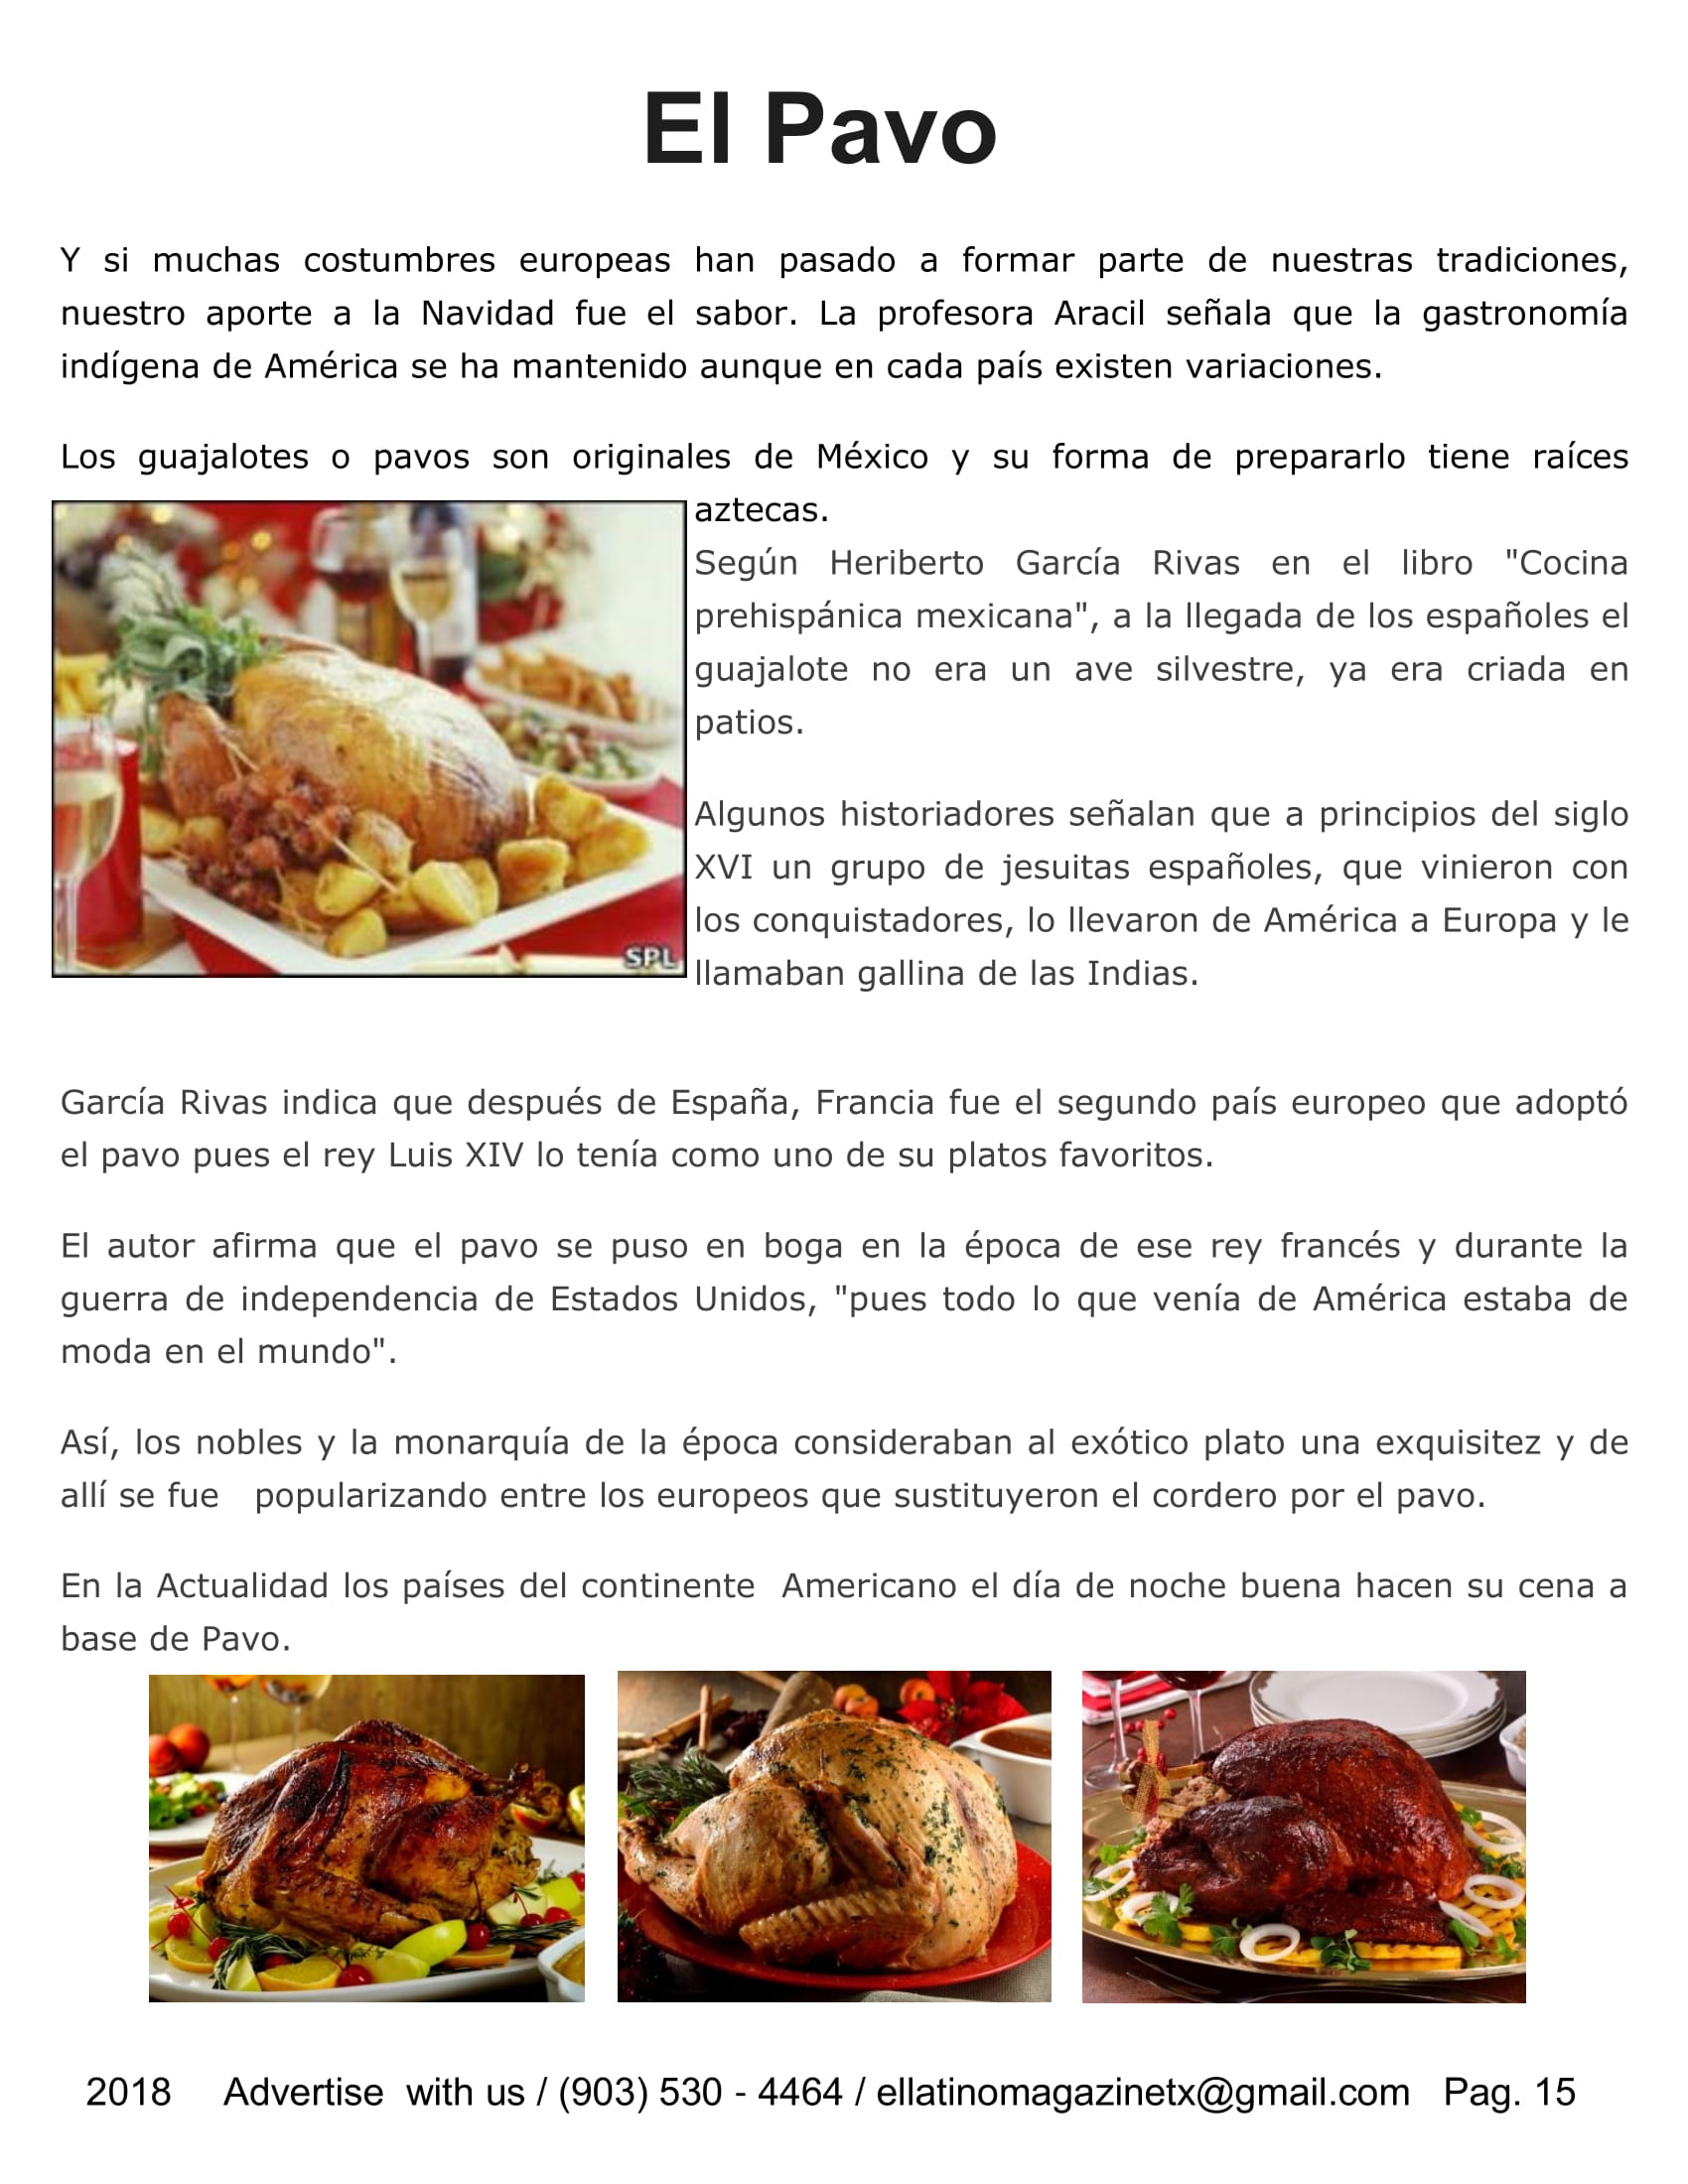 El Pavo
Y si muchas costumbres europeas han pasado a formar parte de nuestras tradiciones,
nuestro aporte a la Navidad fue el sabor. La profesora Aracil señala que la gastronomía
indígena de América se ha mantenido aunque en cada país existen variaciones.
Los guajalotes o pavos son originales de México y su forma de prepararlo tiene raíces
aztecas.
Según Heriberto García Rivas en el libro "Cocina
prehispánica mexicana", a la llegada de los españoles el
guajalote no era un ave silvestre, ya era criada en
patios.
Algunos historiadores señalan que a principios del siglo
XVI un grupo de jesuitas españoles, que vinieron con
los conquistadores, lo llevaron de América a Europa y le
llamaban gallina de las Indias.
SPL
García Rivas indica que después de España, Francia fue el segundo país europeo que adoptó
el pavo pues el rey Luis XIV lo tenía como uno de su platos favoritos.
El autor afirma que el pavo se puso en boga en la época de ese rey francés y durante la
guerra de independencia de Estados Unidos, "pues todo lo que venía de América estaba de
moda en el mundo".
Así, los nobles y la monarquía de la época consideraban al exótico plato una exquisitez y de
allí se fue   popularizando entre los europeos que sustituyeron el cordero por el pavo.
En la Actualidad los países del continente  Americano el día de noche buena hacen su cena a
base de Pavo.
2018     Advertise  with us / (903) 530 - 4464 / ellatinomagazinetx@gmail.com   Pag. 15